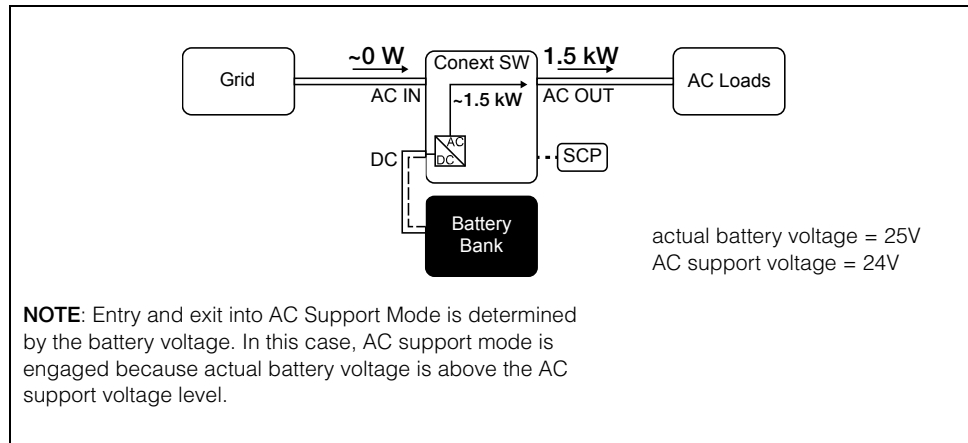 ~0 W
Conext SW
1.5 kW
Grid
AC Loads
AC IN
~1.5 kW
AC OUT
AC
DC
DC
SCP
Battery
Bank
actual battery voltage = 25V
AC support voltage = 24V
NOTE: Entry and exit into AC Support Mode is determined
by the battery voltage. In this case, AC support mode is
engaged because actual battery voltage is above the AC
support voltage level.